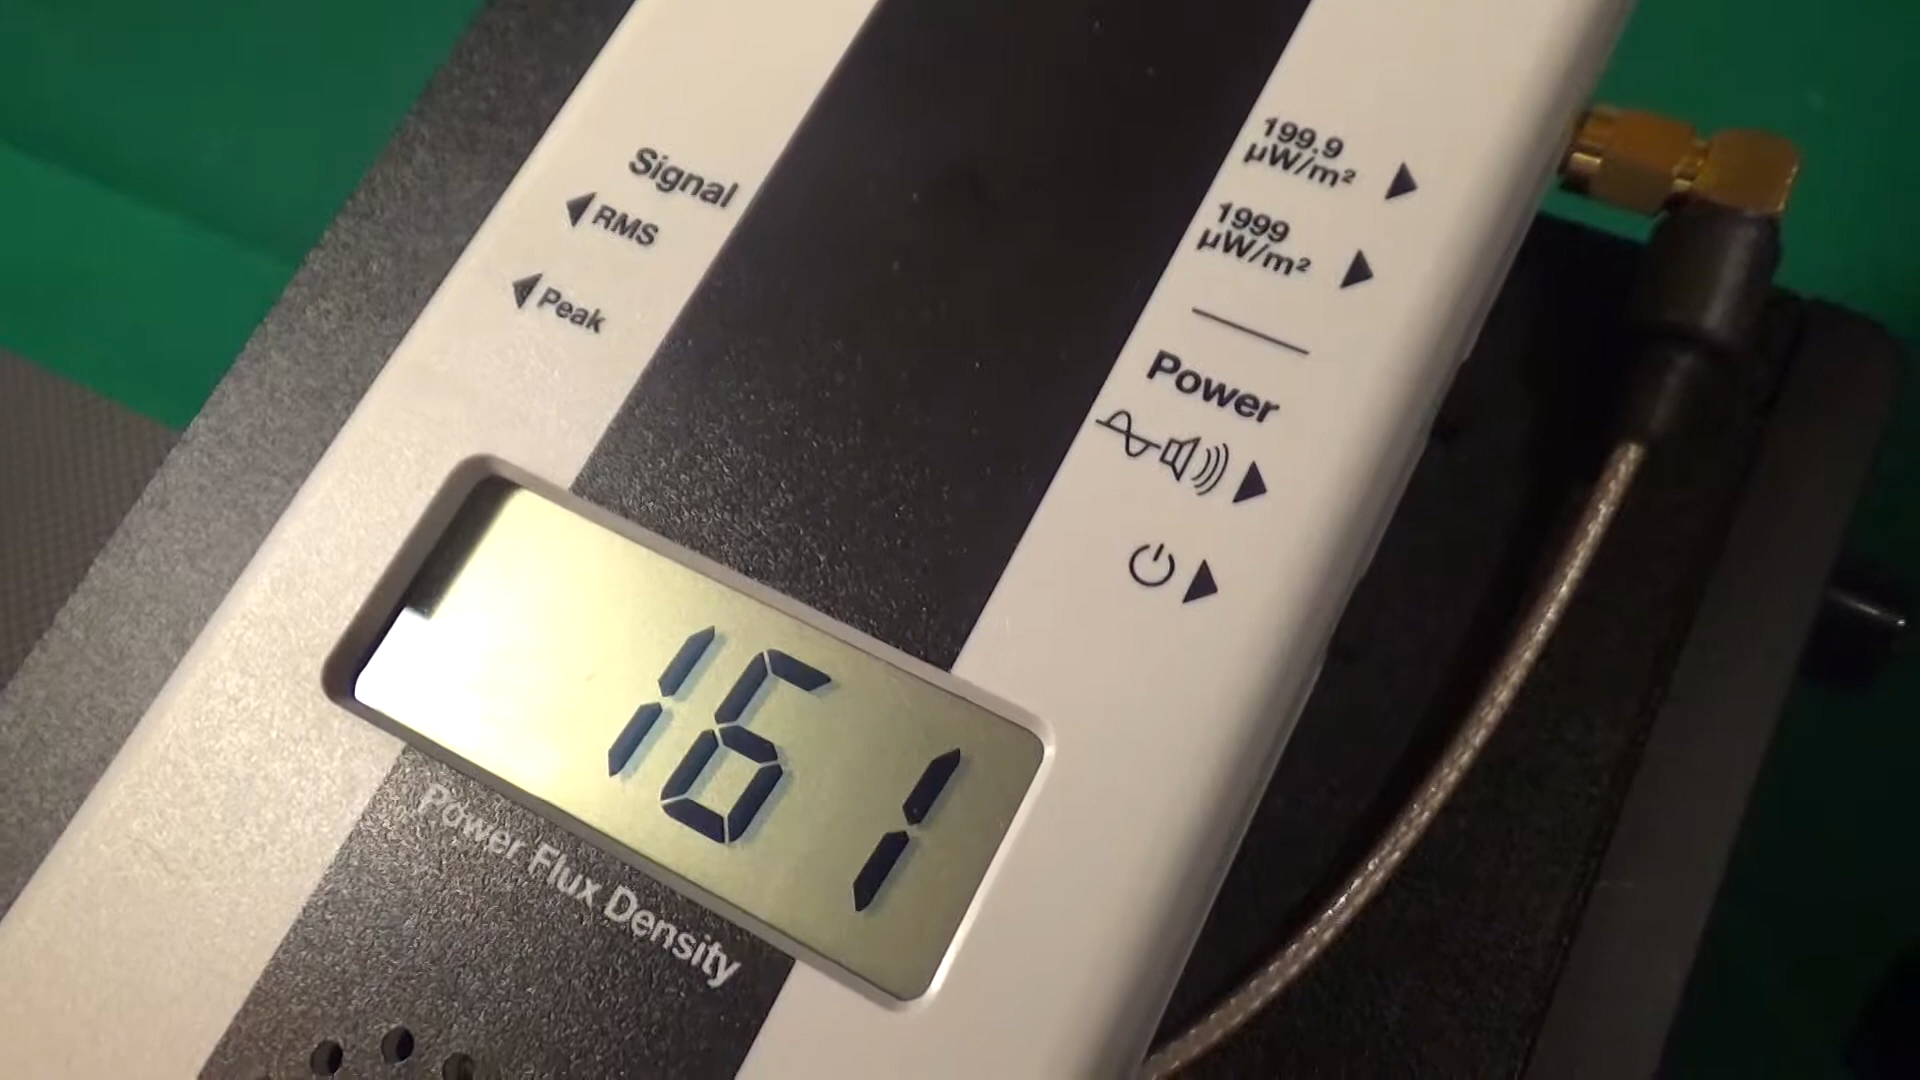 Signal
RMS
Peak
199.9
µW/m²
1999
µW/m²
Power
161
Power Flux Density